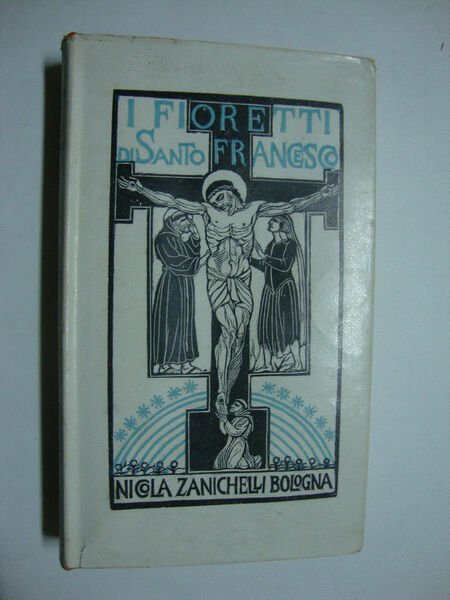 I FIORETTI
DI SANTO FRANCESCO
NICOLA ZANICHELLI BOLOGNA